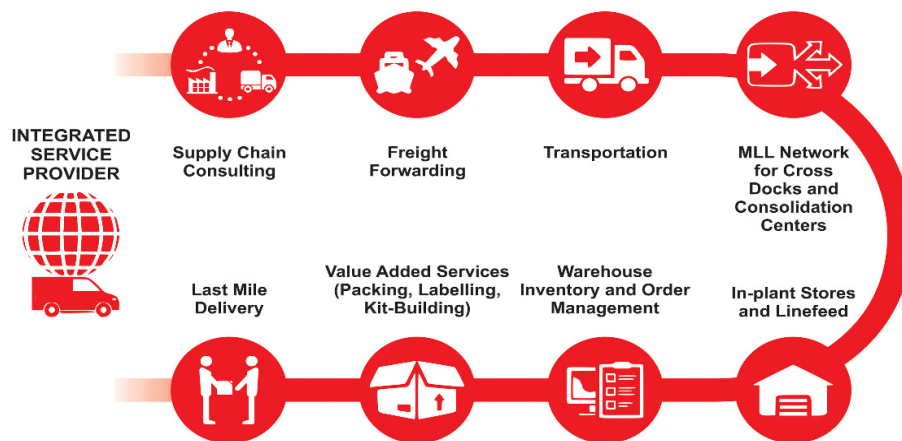 INTEGRATED
SERVICE
PROVIDER
Supply Chain
Consulting
Freight
Forwarding
Transportation
MLL Network
for Cross
Docks and
Consolidation
Centers
Last Mile
Delivery
Value Added Services
(Packing, Labelling,
Kit-Building)
Warehouse
Inventory and Order
Management
In-plant Stores
and Linefeed